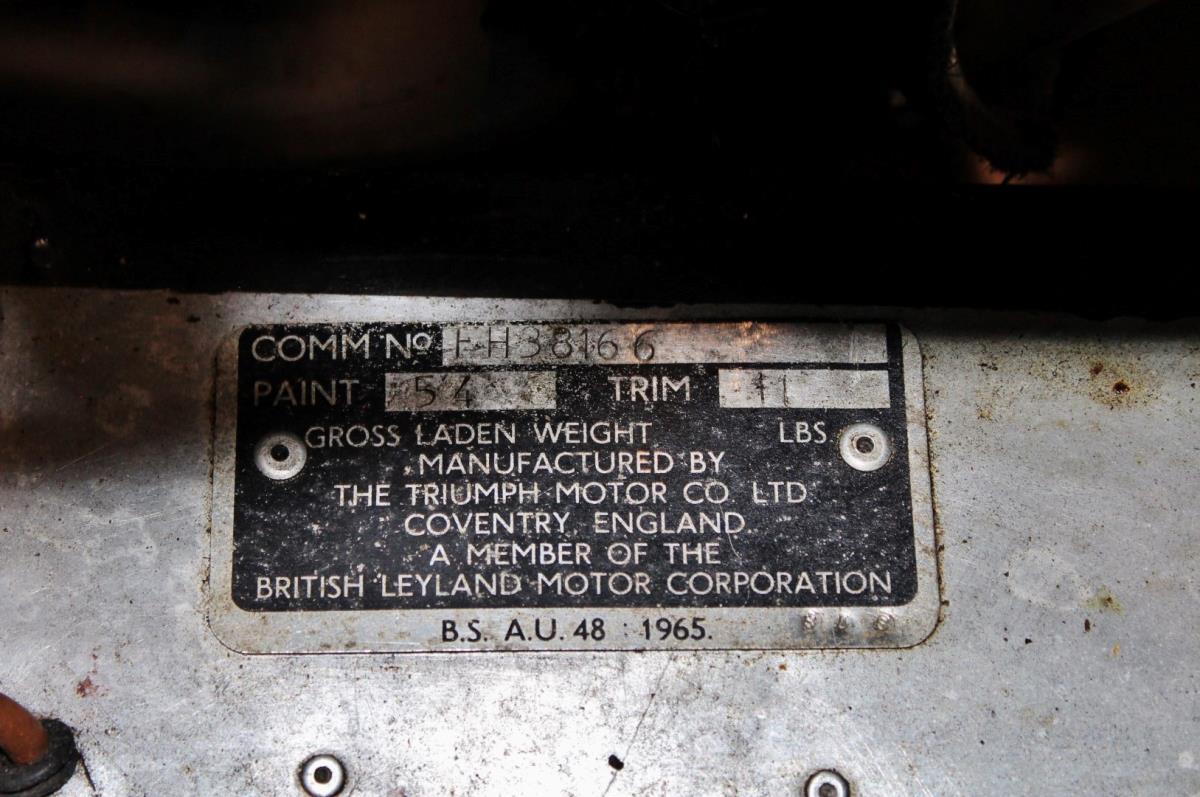 COMM Nº FH38166
PAINT 54 TRIM 11
GROSS LADEN WEIGHT LBS
MANUFACTURED BY
THE TRIUMPH MOTOR CO LTD
COVENTRY, ENGLAND.
A MEMBER OF THE
BRITISH LEYLAND MOTOR CORPORATION
B.S. A.U. 48 : 1965.